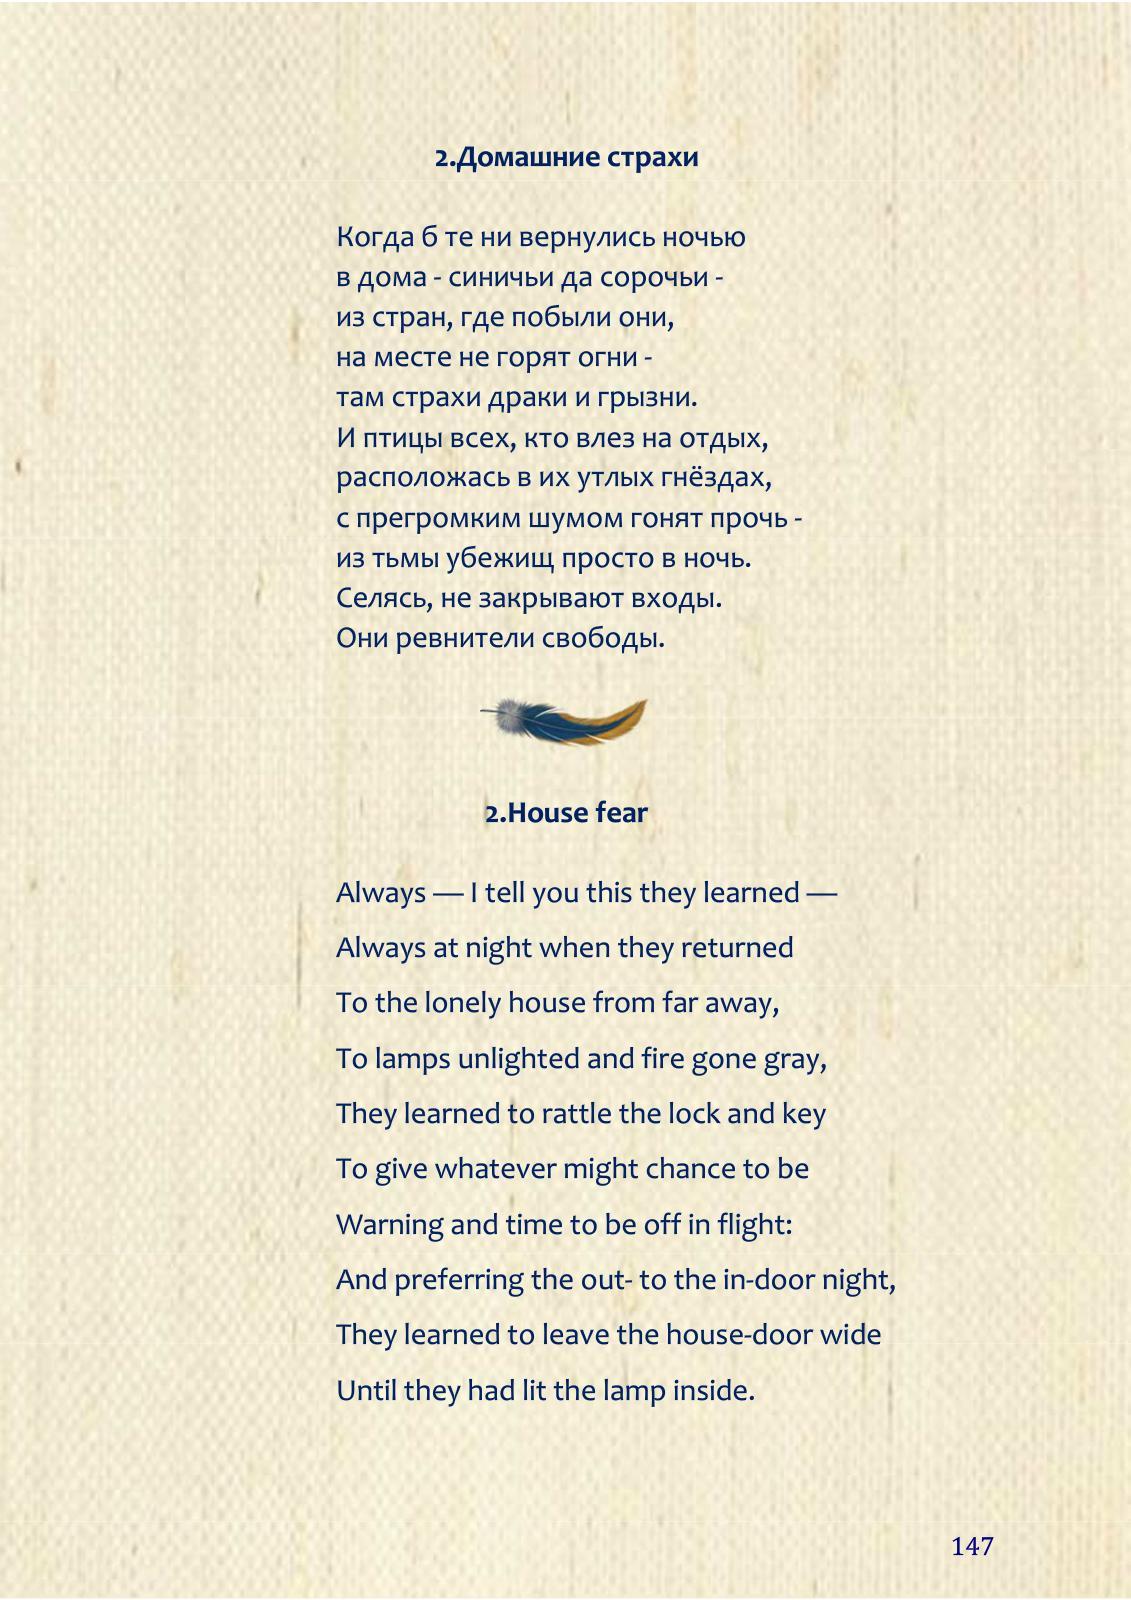 2.Домашние страхи
Когда б те ни вернулись ночью
в дома - синичьи да сорочьи -
из стран, где побыли они,
на месте не горят огни -
там страхи драки и грызни.
И птицы всех, кто влез на отдых,
расположась в их утлых гнёздах,
с прегромким шумом гонят прочь -
из тьмы убежищ просто в ночь.
Селясь, не закрывают входы.
Они ревнители свободы.
2.House fear
Always — I tell you this they learned —
Always at night when they returned
To the lonely house from far away,
To lamps unlighted and fire gone gray,
They learned to rattle the lock and key
To give whatever might chance to be
Warning and time to be off in flight:
And preferring the out- to the in-door night,
They learned to leave the house-door wide
Until they had lit the lamp inside.
147